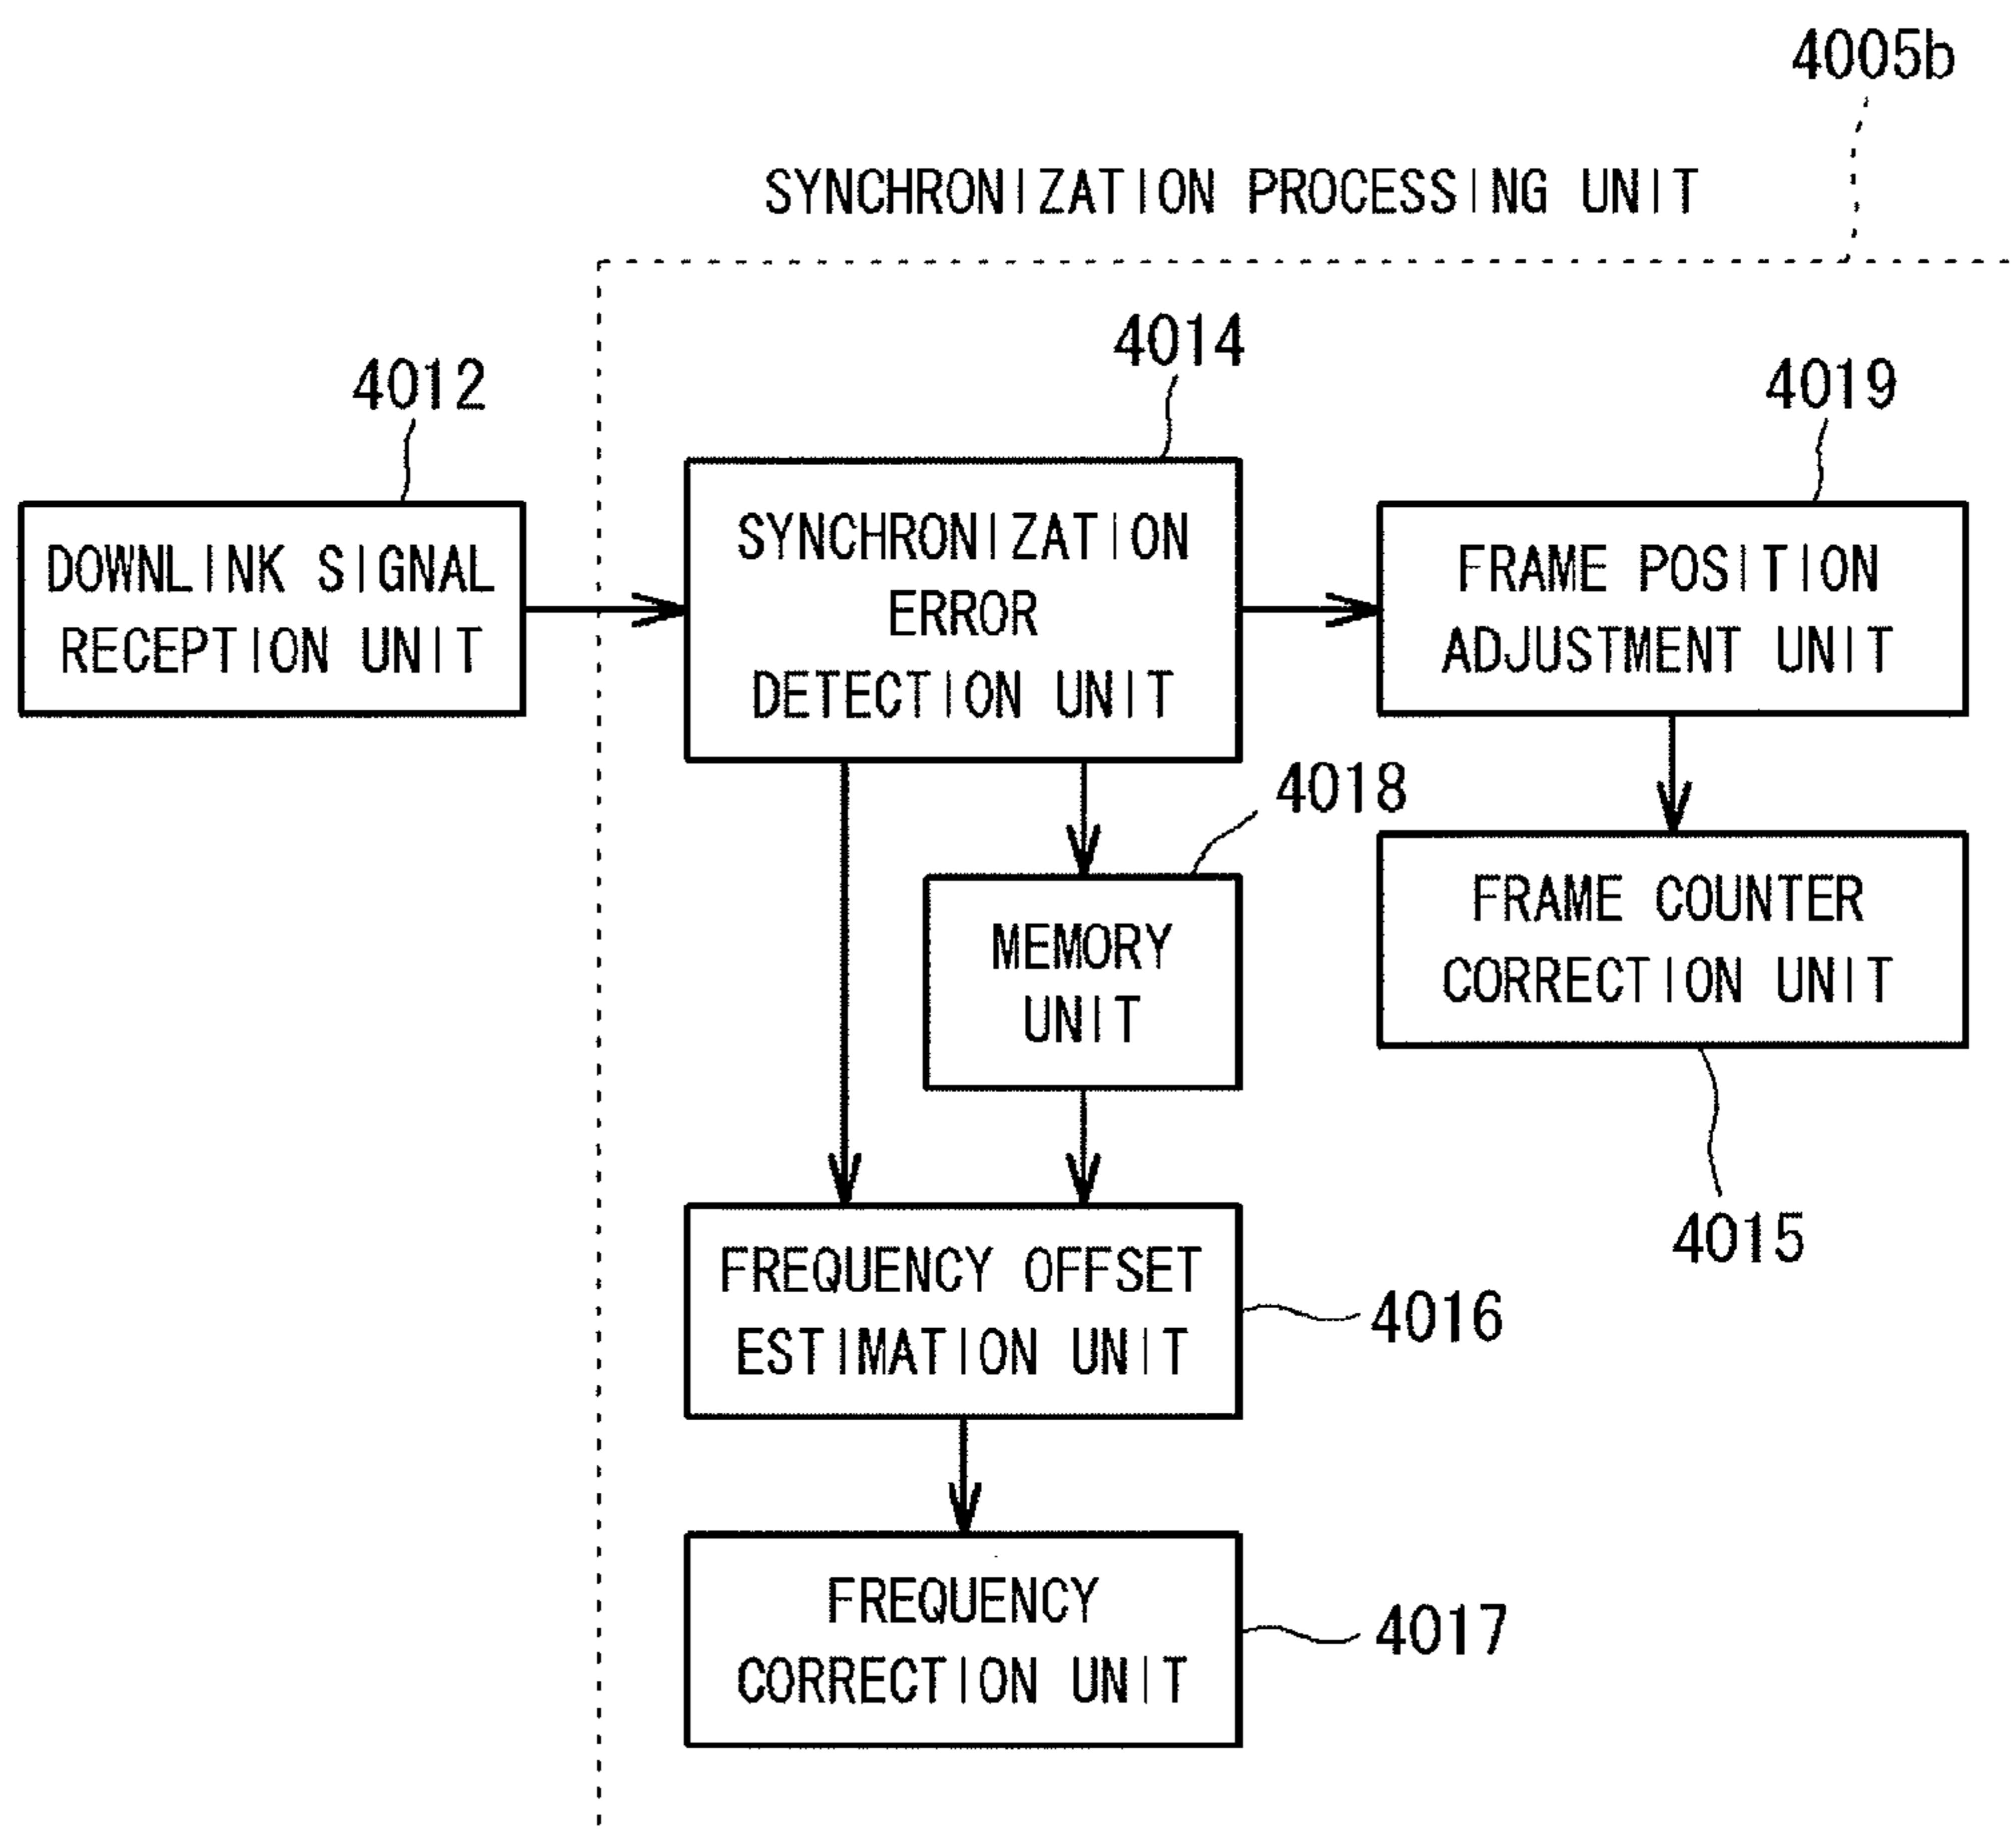 4005b
SYNCHRONIZATION PROCESSING UNIT
4014
4012
4019
DOWNLINK SIGNAL
RECEPTION UNIT
SYNCHRONIZATION
ERROR
DETECTION UNIT
FRAME POSITION
ADJUSTMENT UNIT
4018
MEMORY
UNIT
FRAME COUNTER
CORRECTION UNIT
4015
FREQUENCY OFFSET
ESTIMATION UNIT
4016
FREQUENCY
CORRECTION UNIT
4017